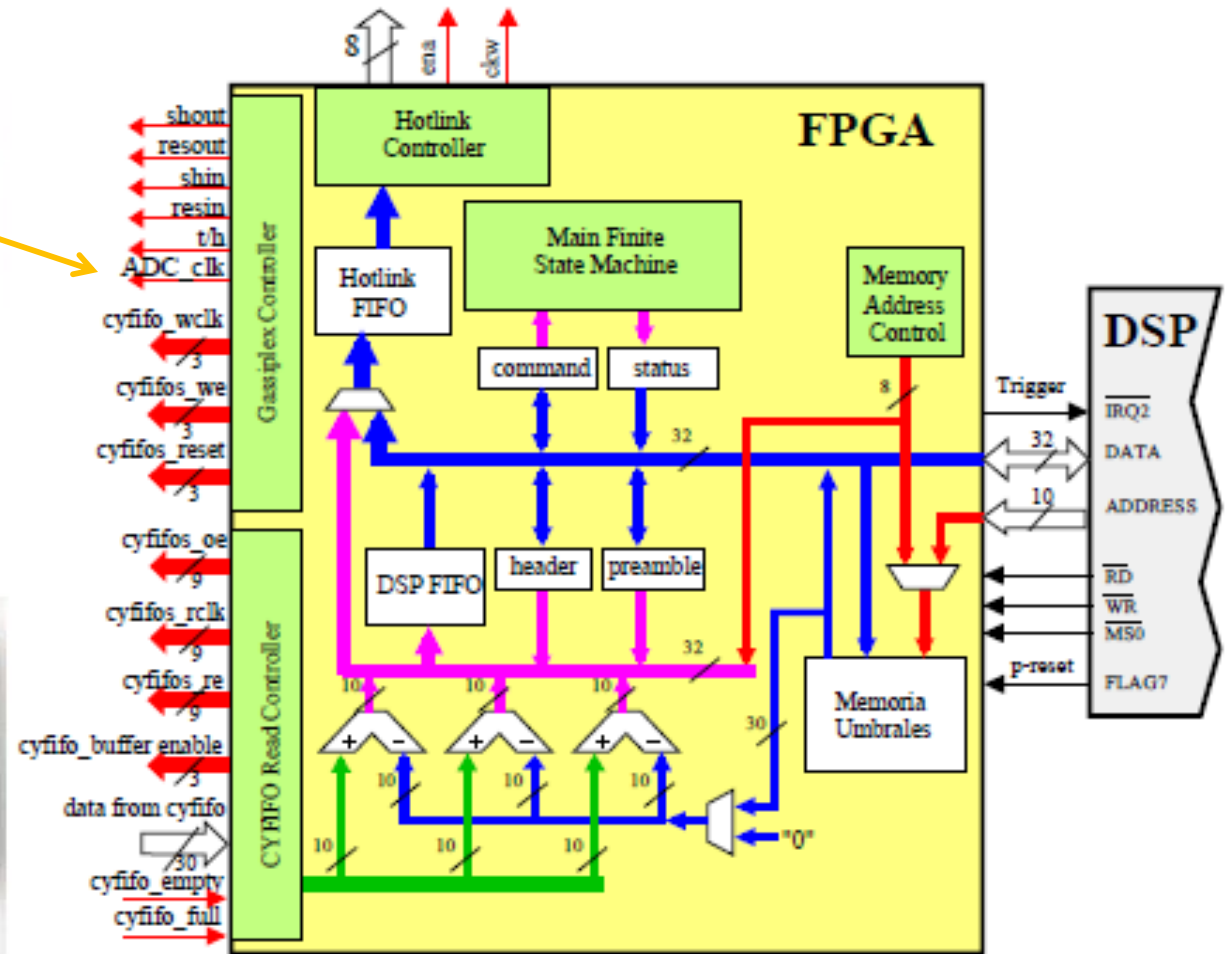 8
ena
ckw
FPGA
Hotlink
Controller
shout
resout
shin
resin
t/h
ADC_clk
cyfifo_wclk
3
cyfifos_we
3
cyfifos_reset
3
Gassiplex Controller
Hotlink
FIFO
Main Finite
State Machine
Memory
Address
Control
command
status
8
32
DSP
Trigger
IRQ2
32
DATA
10
ADDRESS
RD
WR
MS0
p-reset
FLAG7
cyfifos_oe
9
cyfifos_rclk
9
cyfifos_re
9
cyfifo_buffer enable
3
data from cyfifo
30
cyfifo_empty
cyfifo_full
CYFIFO Read Controller
DSP FIFO
header
preamble
32
10
10
10
+ −
+ −
+ −
30
Memoria
Umbrales
10
10
10
"0"
10
10
10